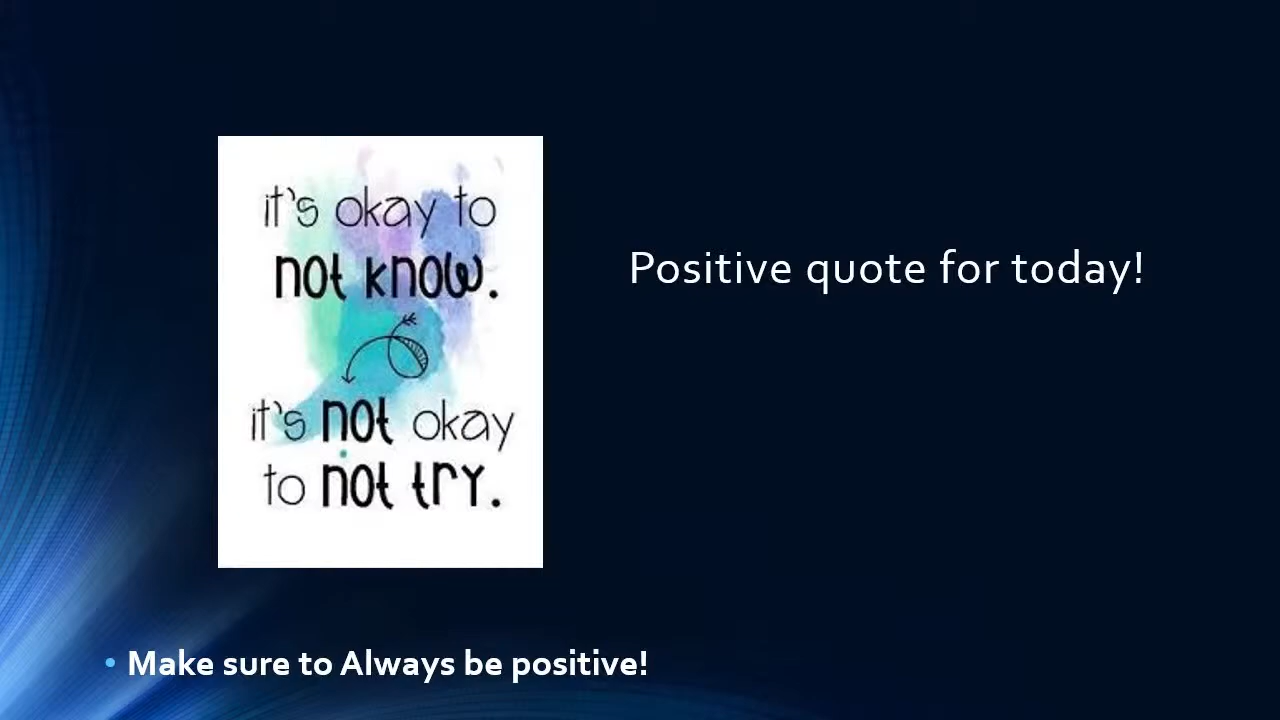 it's okay to
not know.
it's not okay
to not try.
Positive quote for today!
• Make sure to Always be positive!